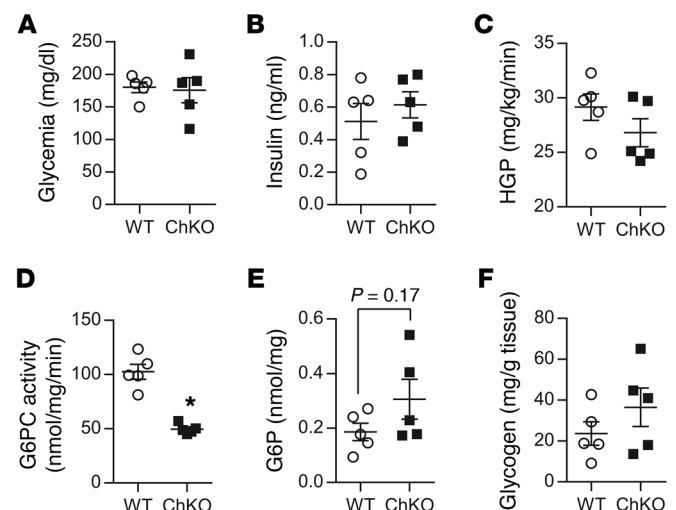 A
Glycemia (mg/dl)
250
200
150
100
50
0
WT ChKO
B
Insulin (ng/ml)
1.0
0.8
0.6
0.4
0.2
0.0
WT ChKO
C
HGP (mg/kg/min)
35
30
25
20
WT ChKO
D
G6PC activity
(nmol/mg/min)
150
100
50
0
*
WT ChKO
E
G6P (nmol/mg)
P = 0.17
0.6
0.4
0.2
0.0
WT ChKO
F
Glycogen (mg/g tissue)
80
60
40
20
0
WT ChKO